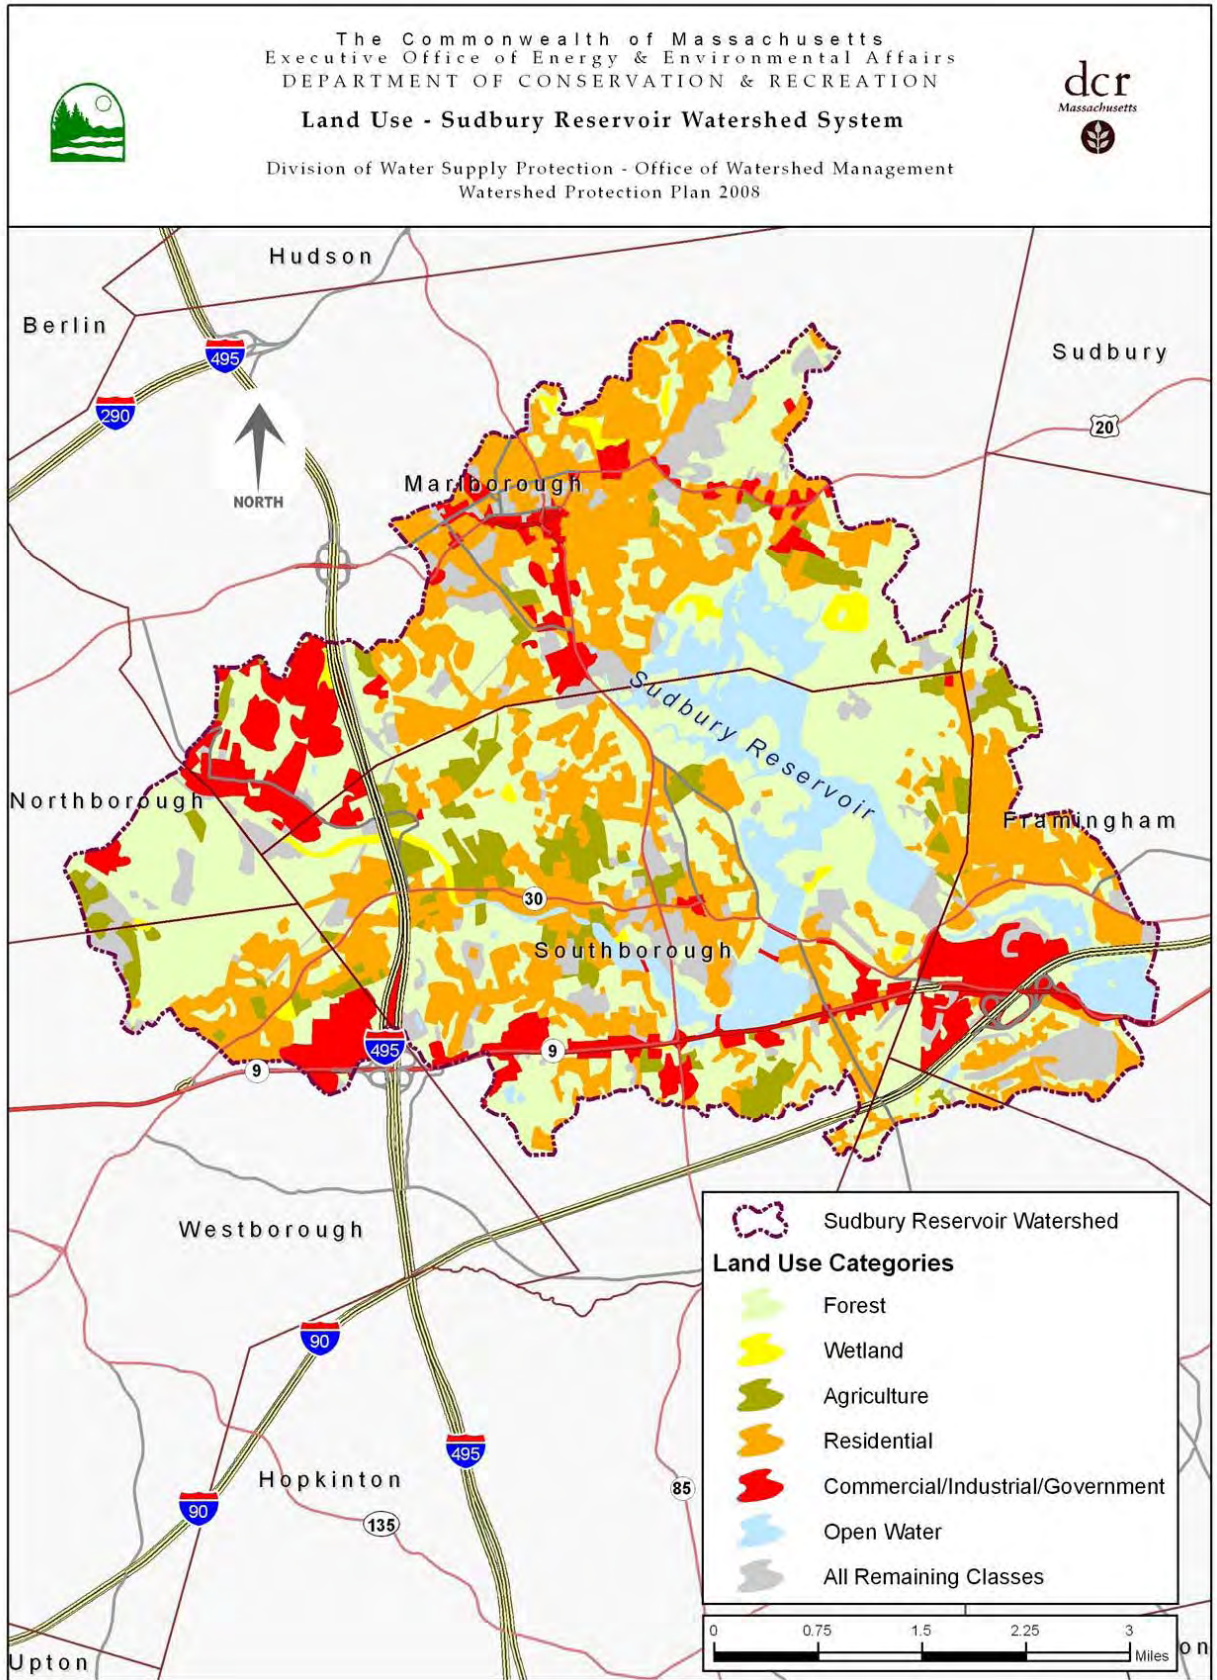 The Commonwealth of Massachusetts
Executive Office of Energy & Environmental Affairs
DEPARTMENT OF CONSERVATION & RECREATION
Land Use - Sudbury Reservoir Watershed System
Division of Water Supply Protection - Office of Watershed Management
Watershed Protection Plan 2008
dcr
Massachusetts
Hudson
Berlin
Sudbury
495
290
20
NORTH
Marlborough
Sudbury Reservoir
Northborough
Framingham
30
Southborough
495
9
9
Westborough
90
Hopkinton
495
90
135
85
Upton
on
Sudbury Reservoir Watershed
Land Use Categories
Forest
Wetland
Agriculture
Residential
Commercial/Industrial/Government
Open Water
All Remaining Classes
0 0.75 1.5 2.25 3
Miles